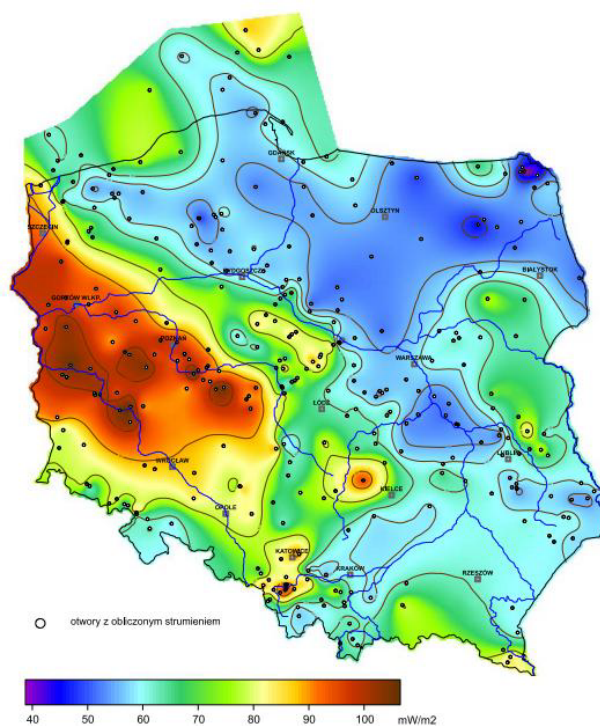 GDAŃSK
OLSZTYN
SZCZECIN
BYDGOSZCZ
BIAŁYSTOK
GORZÓW WLKP.
POZNAŃ
WARSZAWA
ŁÓDŹ
WROCŁAW
LUBLIN
KIELCE
OPOLE
KATOWICE
KRAKÓW
RZESZÓW
otwory z obliczonym strumieniem
40 50 60 70 80 90 100 mW/m2